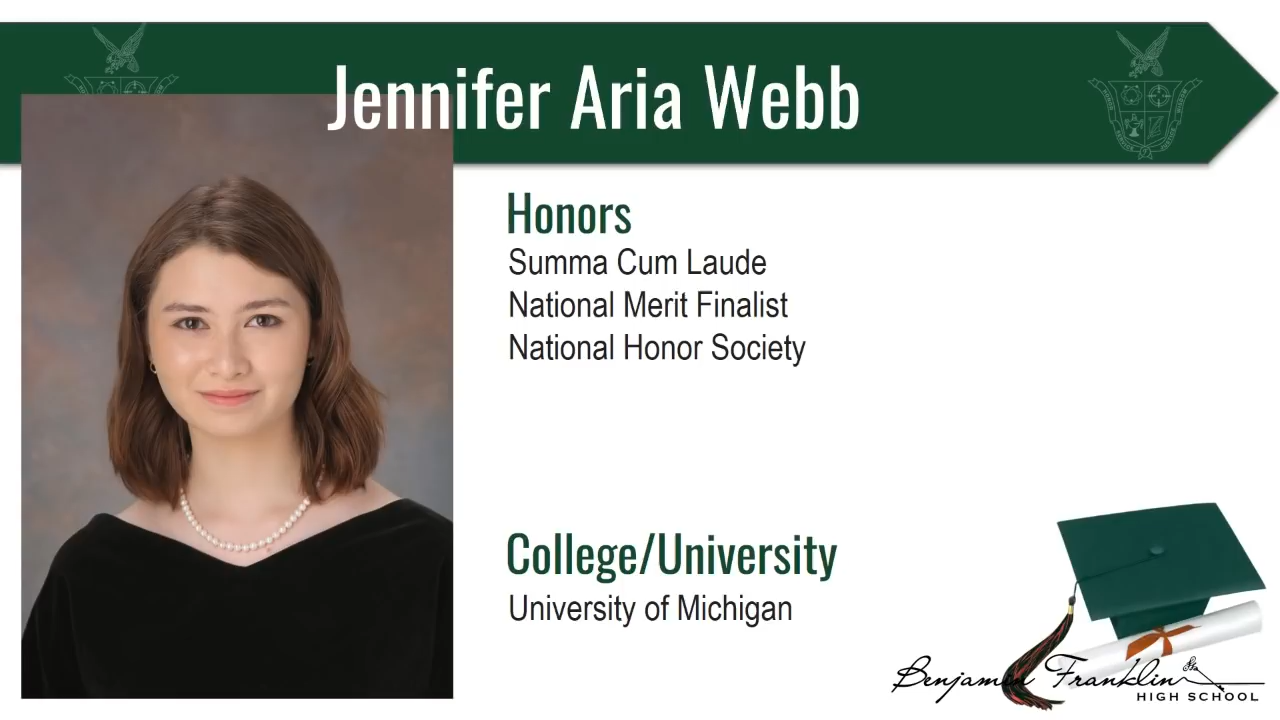 Jennifer Aria Webb
Honors
Summa Cum Laude
National Merit Finalist
National Honor Society
College/University
University of Michigan
Benjamin Franklin
HIGH SCHOOL